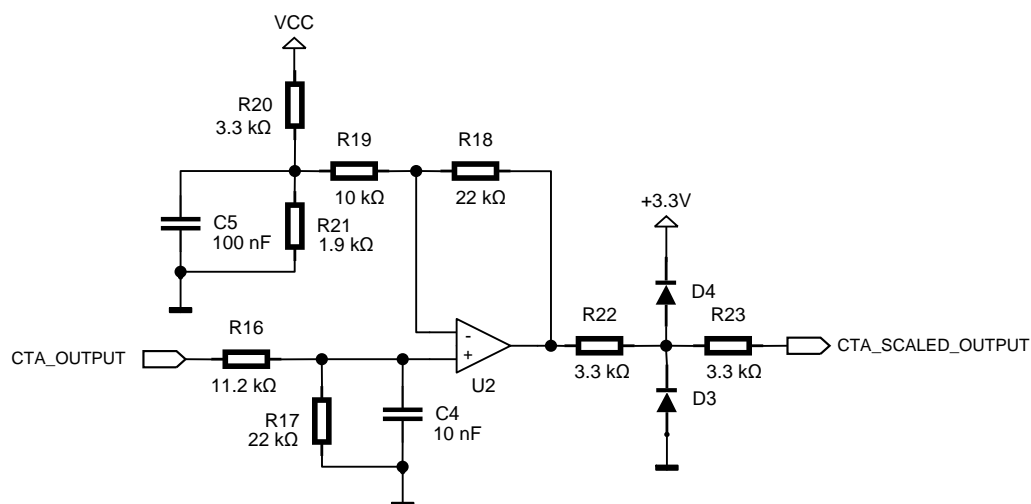 VCC
R20
3.3 kΩ
R19
10 kΩ
R18
22 kΩ
C5
100 nF
R21
1.9 kΩ
+3.3V
D4
R22
3.3 kΩ
R23
3.3 kΩ
CTA_SCALED_OUTPUT
D3
CTA_OUTPUT
R16
11.2 kΩ
-
+
U2
R17
22 kΩ
C4
10 nF